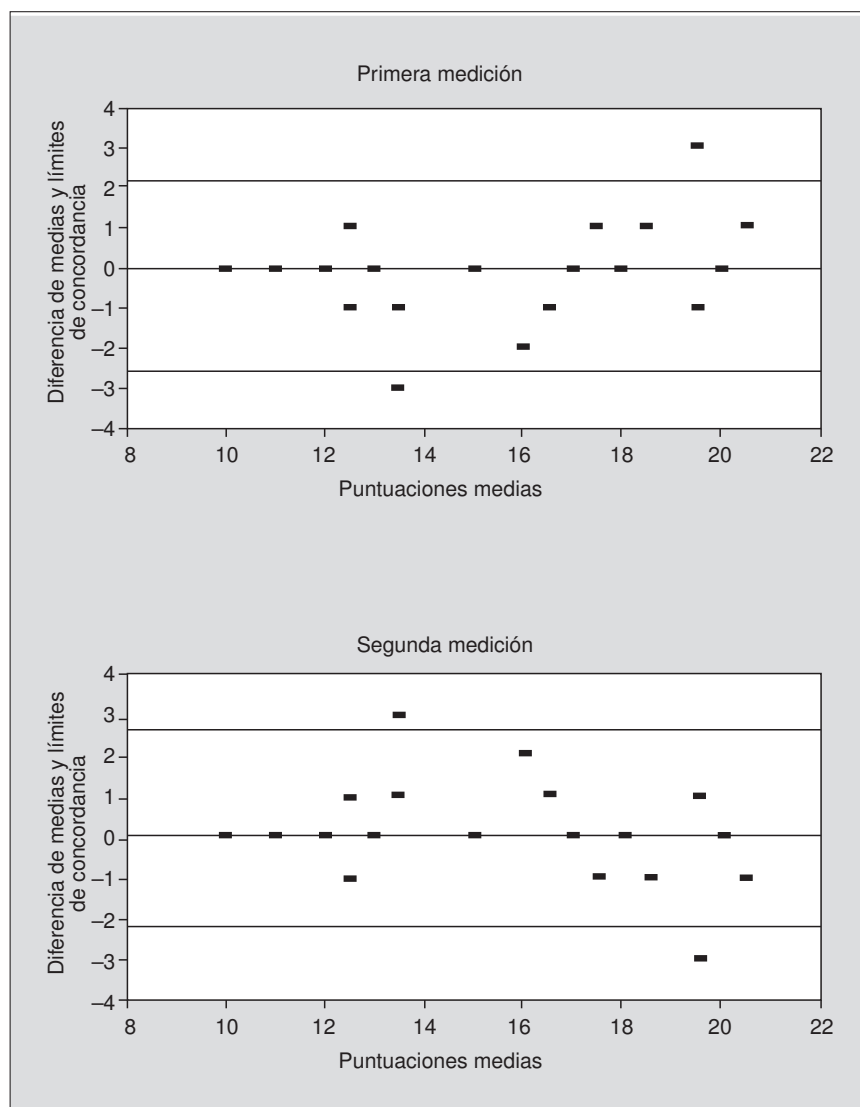 Primera medición
Diferencia de medias y límites
de concordancia
4
3
2
1
0
–1
–2
–3
–4
8 10 12 14 16 18 20 22
Puntuaciones medias
Segunda medición
Diferencia de medias y límites
de concordancia
4
3
2
1
0
–1
–2
–3
–4
8 10 12 14 16 18 20 22
Puntuaciones medias